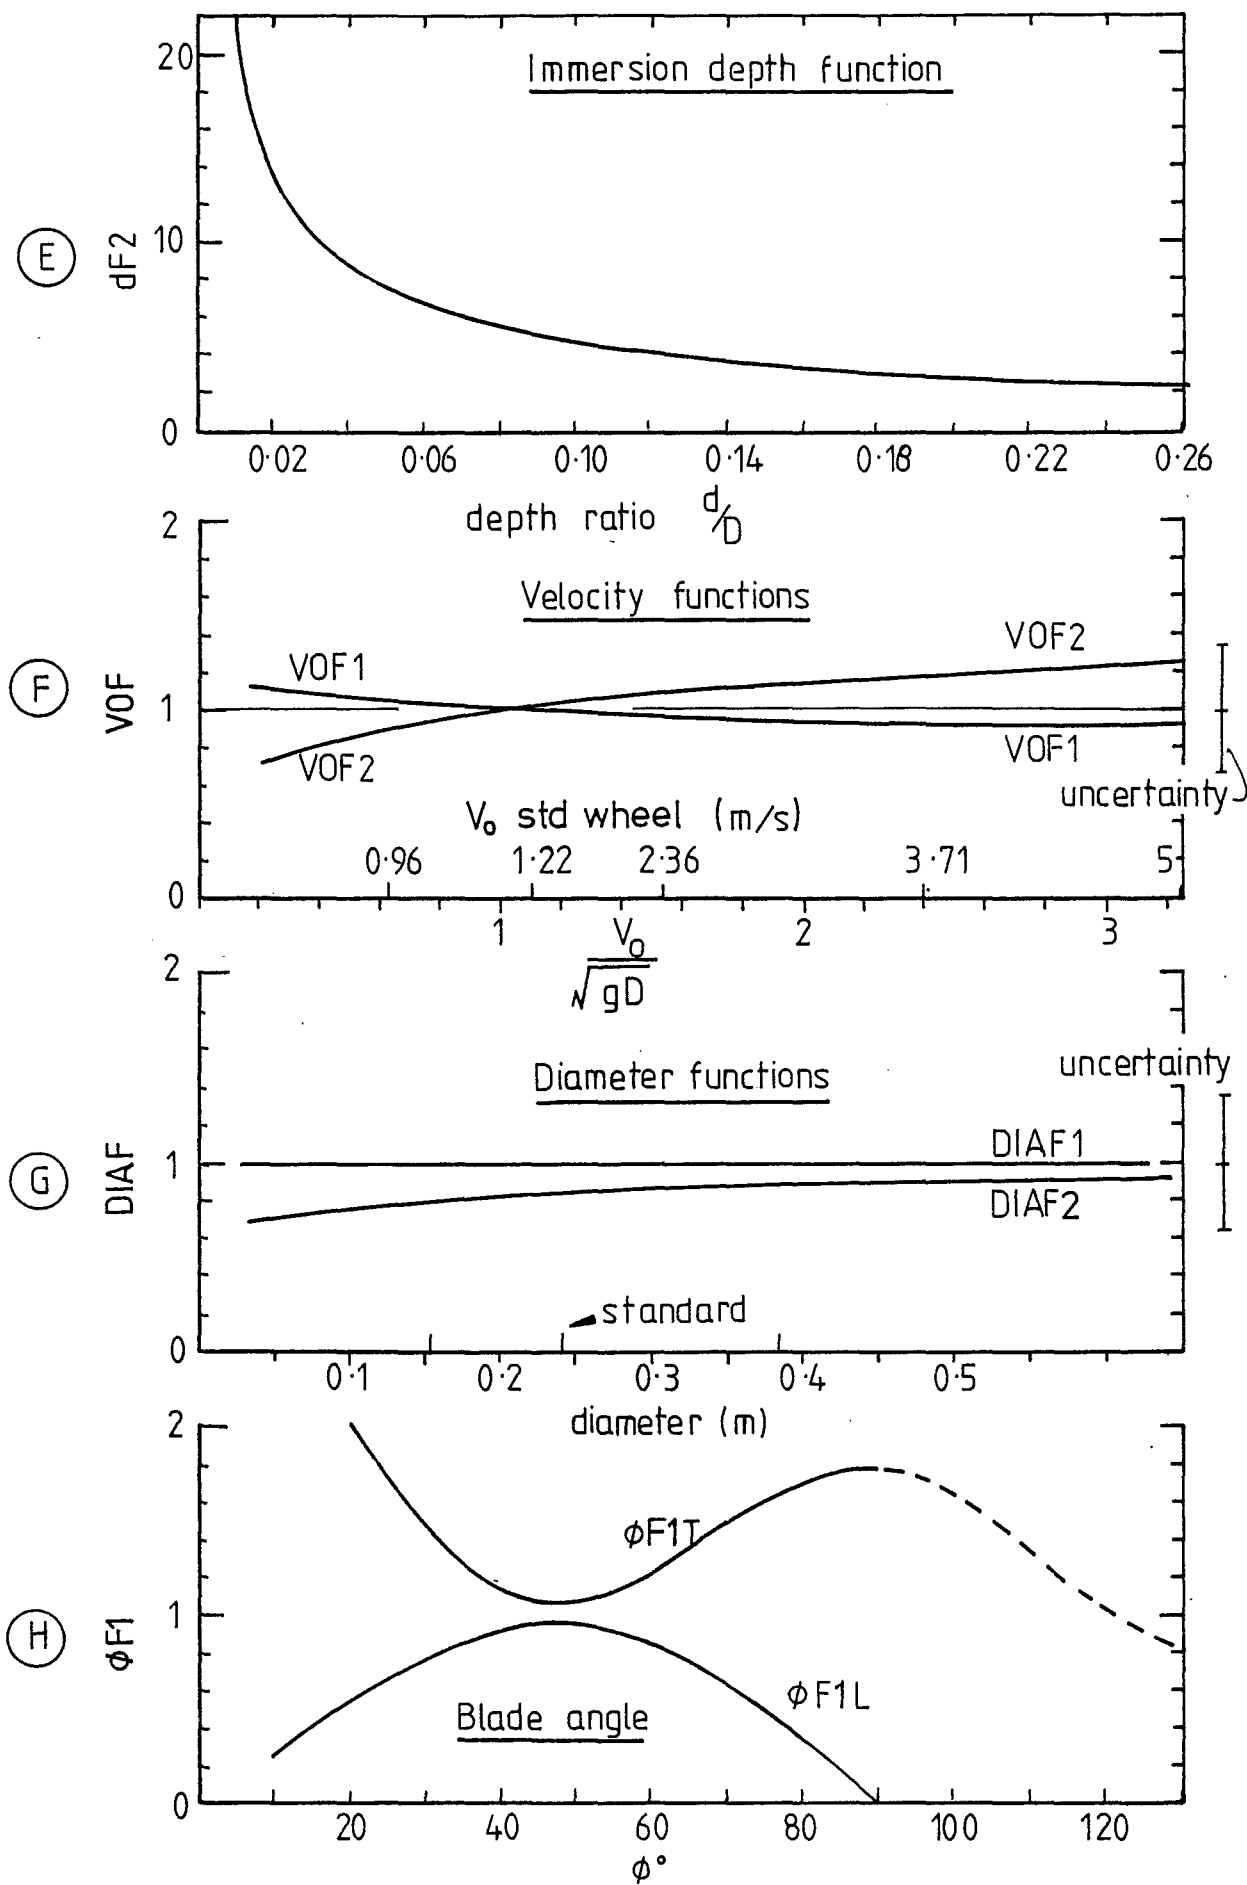 Immersion depth function
20
10
0
E
dF2
0·02 0·06 0·10 0·14 0·18 0·22 0·26
depth ratio d/D
2
1
0
F
VOF
Velocity functions
VOF1
VOF2
VOF2
VOF1
uncertainty
V₀ std wheel (m/s)
0·96 1·22 2·36 3·71 5·
1 2 3
V₀
√gD
2
1
0
G
DIAF
Diameter functions
uncertainty
DIAF1
DIAF2
standard
0·1 0·2 0·3 0·4 0·5
diameter (m)
2
1
0
H
ϕF1
ϕF1T
ϕF1L
Blade angle
20 40 60 80 100 120
ϕ°